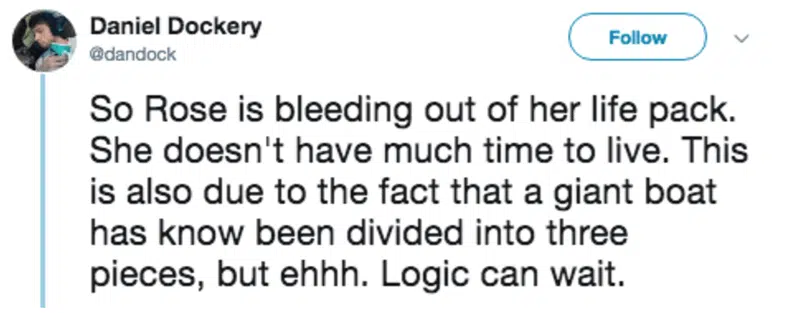 Daniel Dockery
@dandock
Follow
So Rose is bleeding out of her life pack.
She doesn't have much time to live. This
is also due to the fact that a giant boat
has know been divided into three
pieces, but ehhh. Logic can wait.